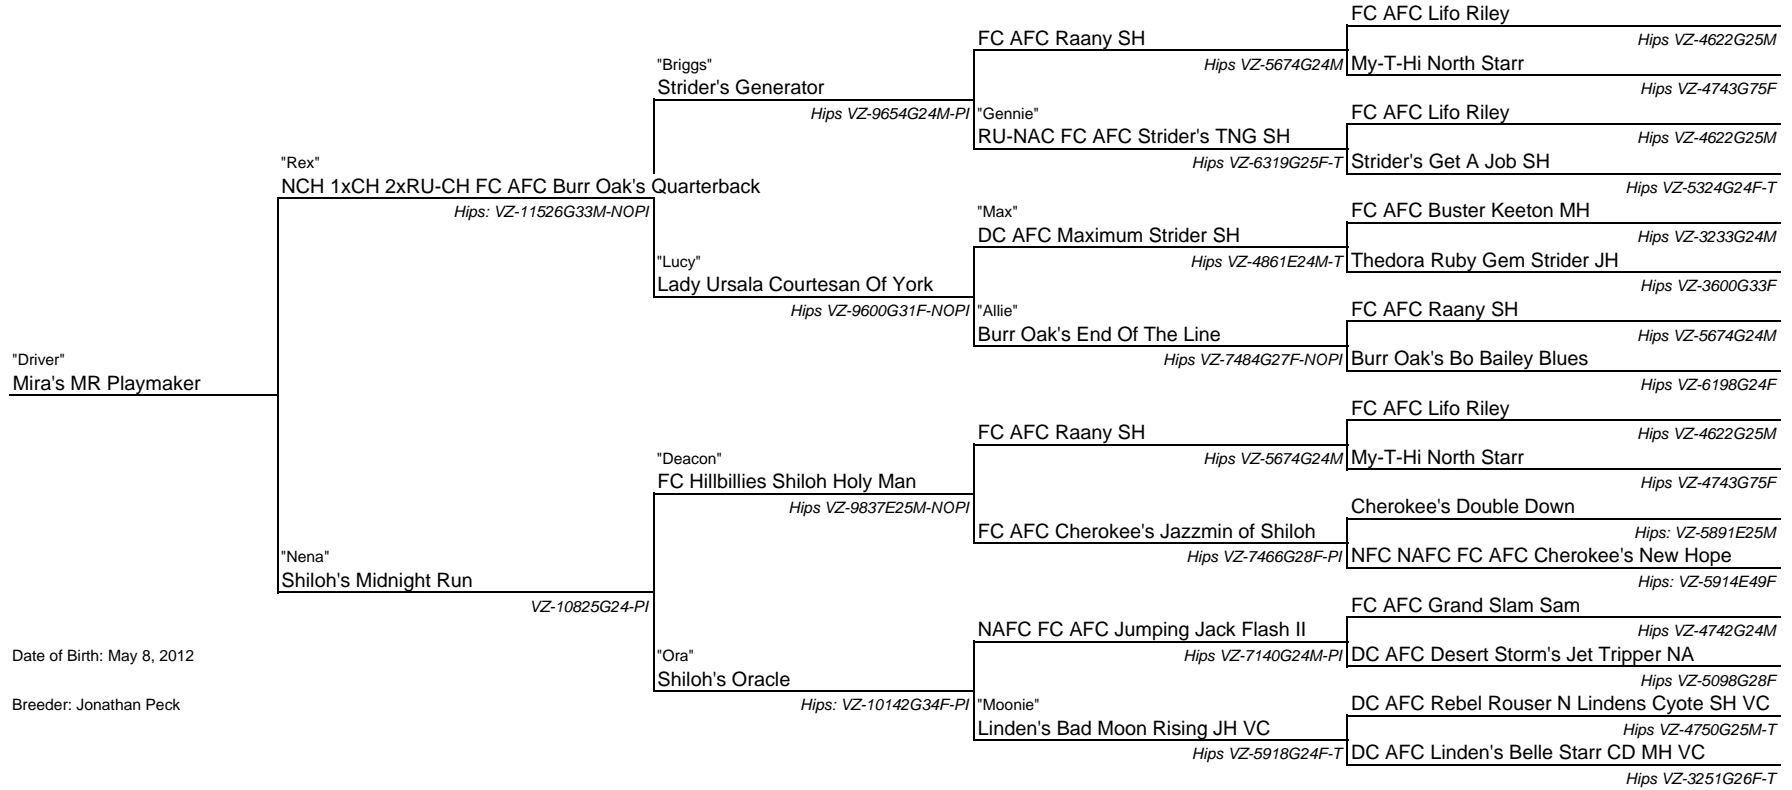 FC AFC Lifo Riley
FC AFC Raany SH
Hips VZ-4622G25M
"Briggs"
Hips VZ-5674G24M
My-T-Hi North Starr
Strider's Generator
Hips VZ-4743G75F
Hips VZ-9654G24M-PI
"Gennie"
FC AFC Lifo Riley
RU-NAC FC AFC Strider's TNG SH
Hips VZ-4622G25M
"Rex"
Hips VZ-6319G25F-T
Strider's Get A Job SH
NCH 1xCH 2xRU-CH FC AFC Burr Oak's Quarterback
Hips VZ-5324G24F-T
Hips: VZ-11526G33M-NOPI
"Max"
FC AFC Buster Keeton MH
DC AFC Maximum Strider SH
Hips VZ-3233G24M
"Lucy"
Hips VZ-4861E24M-T
Thedora Ruby Gem Strider JH
Lady Ursala Courtesan Of York
Hips VZ-3600G33F
Hips VZ-9600G31F-NOPI
"Allie"
FC AFC Raany SH
Burr Oak's End Of The Line
Hips VZ-5674G24M
"Driver"
Hips VZ-7484G27F-NOPI
Burr Oak's Bo Bailey Blues
Mira's MR Playmaker
Hips VZ-6198G24F
FC AFC Lifo Riley
FC AFC Raany SH
Hips VZ-4622G25M
"Deacon"
Hips VZ-5674G24M
My-T-Hi North Starr
FC Hillbillies Shiloh Holy Man
Hips VZ-4743G75F
Hips VZ-9837E25M-NOPI
Cherokee's Double Down
FC AFC Cherokee's Jazzmin of Shiloh
Hips: VZ-5891E25M
"Nena"
Hips VZ-7466G28F-PI
NFC NAFC FC AFC Cherokee's New Hope
Shiloh's Midnight Run
Hips: VZ-5914E49F
VZ-10825G24-PI
FC AFC Grand Slam Sam
NAFC FC AFC Jumping Jack Flash II
Hips VZ-4742G24M
Date of Birth: May 8, 2012
"Ora"
Hips VZ-7140G24M-PI
DC AFC Desert Storm's Jet Tripper NA
Shiloh's Oracle
Hips VZ-5098G28F
Breeder: Jonathan Peck
Hips: VZ-10142G34F-PI
"Moonie"
DC AFC Rebel Rouser N Lindens Cyote SH VC
Linden's Bad Moon Rising JH VC
Hips VZ-4750G25M-T
Hips VZ-5918G24F-T
DC AFC Linden's Belle Starr CD MH VC
Hips VZ-3251G26F-T